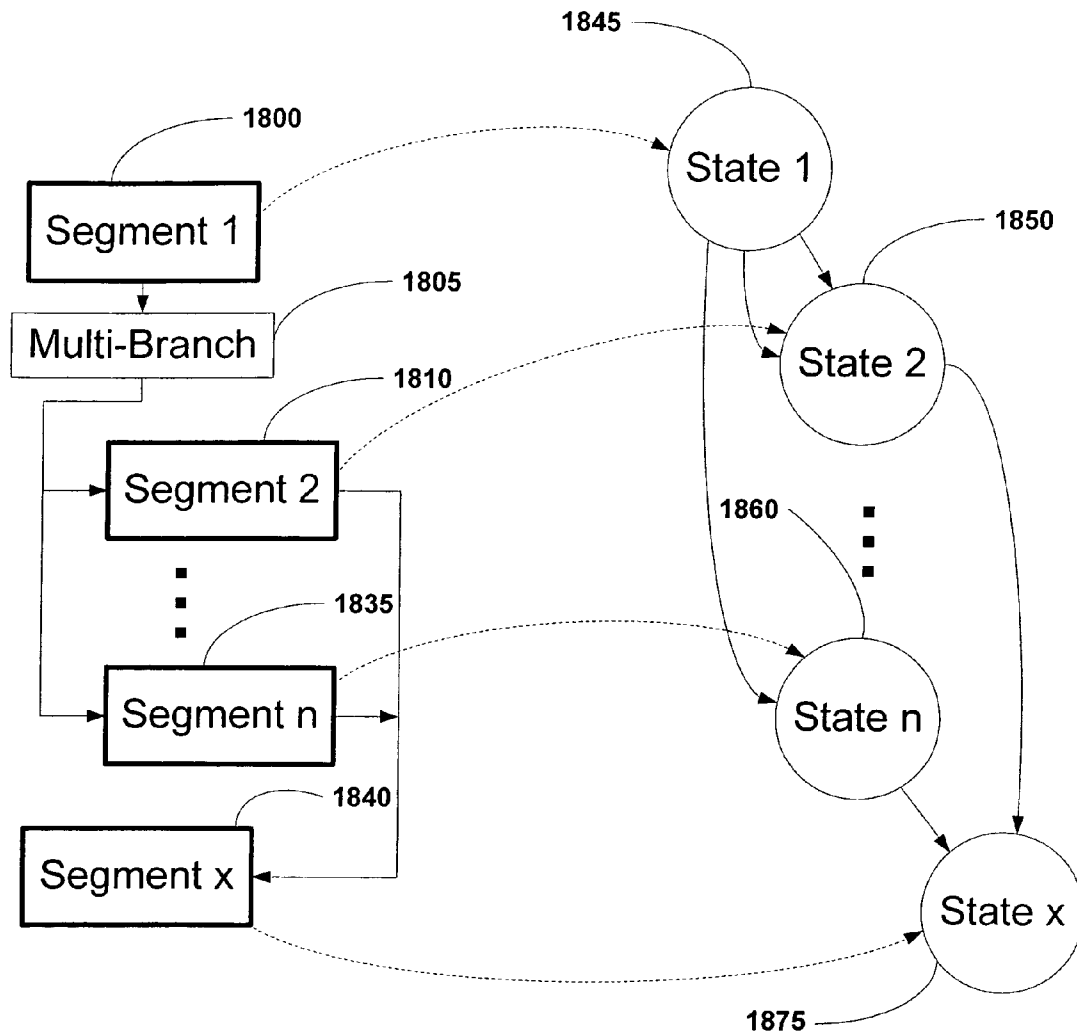 1845
1800
State 1
Segment 1
1850
1805
Multi-Branch
State 2
1810
Segment 2
1860
1835
Segment n
State n
1840
Segment x
State x
1875